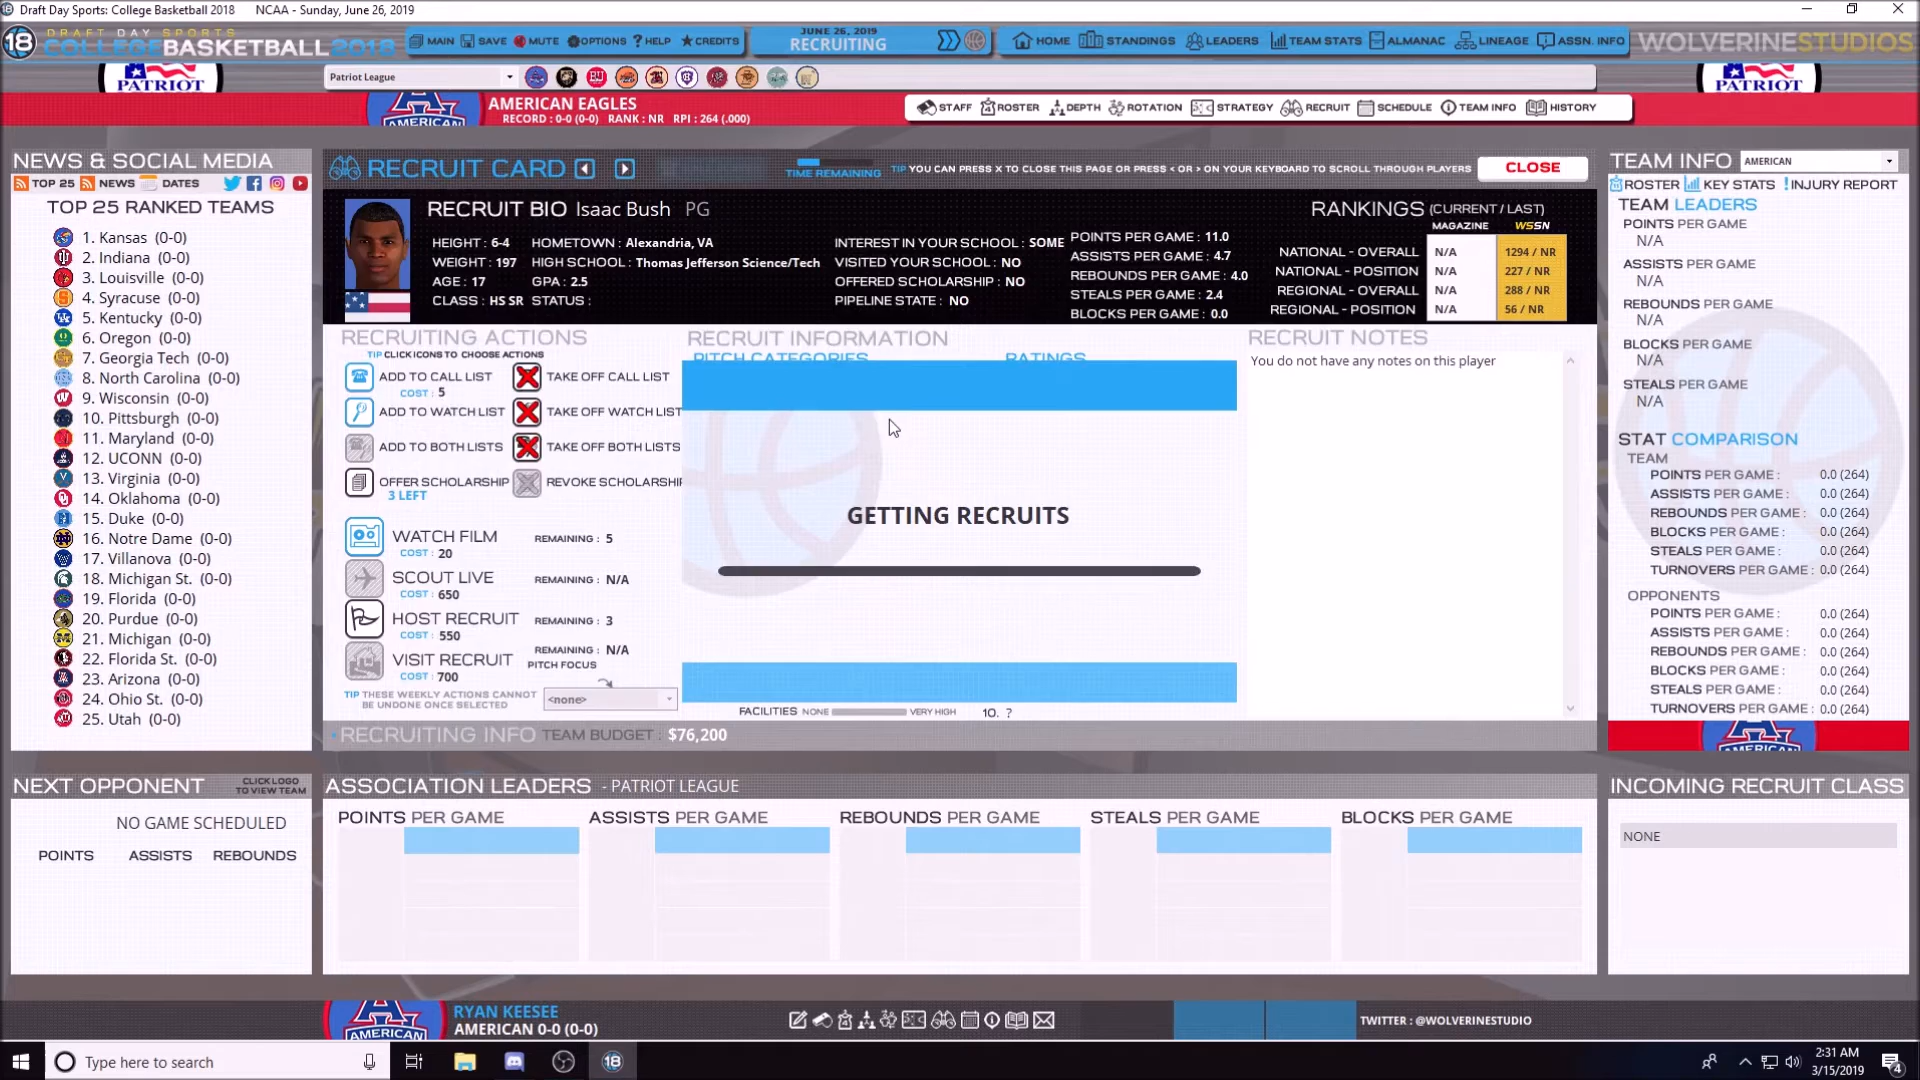 Draft Day Sports: College Basketball 2018 NCAA - Sunday, June 26, 2019
18 DRAFT DAY SPORTS
COLLEGE BASKETBALL 2018
MAIN SAVE MUTE OPTIONS HELP CREDITS
JUNE 26, 2019
RECRUITING
HOME STANDINGS LEADERS TEAM STATS ALMANAC LINEAGE ASSN. INFO
WOLVERINE STUDIOS
PATRIOT
Patriot League
PATRIOT
AMERICAN
AMERICAN EAGLES
RECORD : 0-0 (0-0) RANK : NR RPI : 264 (.000)
STAFF ROSTER DEPTH ROTATION STRATEGY RECRUIT SCHEDULE TEAM INFO HISTORY
NEWS & SOCIAL MEDIA
TOP 25 NEWS DATES
TOP 25 RANKED TEAMS
1. Kansas (0-0)
2. Indiana (0-0)
3. Louisville (0-0)
4. Syracuse (0-0)
5. Kentucky (0-0)
6. Oregon (0-0)
7. Georgia Tech (0-0)
8. North Carolina (0-0)
9. Wisconsin (0-0)
10. Pittsburgh (0-0)
11. Maryland (0-0)
12. UCONN (0-0)
13. Virginia (0-0)
14. Oklahoma (0-0)
15. Duke (0-0)
16. Notre Dame (0-0)
17. Villanova (0-0)
18. Michigan St. (0-0)
19. Florida (0-0)
20. Purdue (0-0)
21. Michigan (0-0)
22. Florida St. (0-0)
23. Arizona (0-0)
24. Ohio St. (0-0)
25. Utah (0-0)
RECRUIT CARD
TIME REMAINING
TIP YOU CAN PRESS X TO CLOSE THIS PAGE OR PRESS < OR > ON YOUR KEYBOARD TO SCROLL THROUGH PLAYERS
CLOSE
RECRUIT BIO Isaac Bush PG
HEIGHT : 6-4 HOMETOWN : Alexandria, VA
WEIGHT : 197 HIGH SCHOOL : Thomas Jefferson Science/Tech
AGE : 17 GPA : 2.5
CLASS : HS SR STATUS :
INTEREST IN YOUR SCHOOL : SOME
VISITED YOUR SCHOOL : NO
OFFERED SCHOLARSHIP : NO
PIPELINE STATE : NO
POINTS PER GAME : 11.0
ASSISTS PER GAME : 4.7
REBOUNDS PER GAME : 4.0
STEALS PER GAME : 2.4
BLOCKS PER GAME : 0.0
RANKINGS (CURRENT / LAST)
MAGAZINE WSSN
NATIONAL - OVERALL N/A 1294 / NR
NATIONAL - POSITION N/A 227 / NR
REGIONAL - OVERALL N/A 288 / NR
REGIONAL - POSITION N/A 56 / NR
RECRUITING ACTIONS
TIP CLICK ICONS TO CHOOSE ACTIONS
ADD TO CALL LIST TAKE OFF CALL LIST
COST : 5
ADD TO WATCH LIST TAKE OFF WATCH LIST
ADD TO BOTH LISTS TAKE OFF BOTH LISTS
OFFER SCHOLARSHIP REVOKE SCHOLARSHIP
3 LEFT
WATCH FILM REMAINING : 5
COST : 20
SCOUT LIVE REMAINING : N/A
COST : 650
HOST RECRUIT REMAINING : 3
COST : 550
VISIT RECRUIT REMAINING : N/A
COST : 700 PITCH FOCUS
TIP THESE WEEKLY ACTIONS CANNOT
BE UNDONE ONCE SELECTED
<none>
RECRUIT INFORMATION
PITCH CATEGORIES RATINGS
GETTING RECRUITS
FACILITIES NONE VERY HIGH 10. ?
RECRUIT NOTES
You do not have any notes on this player
RECRUITING INFO TEAM BUDGET : $76,200
TEAM INFO AMERICAN
ROSTER KEY STATS INJURY REPORT
TEAM LEADERS
POINTS PER GAME
N/A
ASSISTS PER GAME
N/A
REBOUNDS PER GAME
N/A
BLOCKS PER GAME
N/A
STEALS PER GAME
N/A
STAT COMPARISON
TEAM
POINTS PER GAME : 0.0 (264)
ASSISTS PER GAME : 0.0 (264)
REBOUNDS PER GAME : 0.0 (264)
BLOCKS PER GAME : 0.0 (264)
STEALS PER GAME : 0.0 (264)
TURNOVERS PER GAME : 0.0 (264)
OPPONENTS
POINTS PER GAME : 0.0 (264)
ASSISTS PER GAME : 0.0 (264)
REBOUNDS PER GAME : 0.0 (264)
BLOCKS PER GAME : 0.0 (264)
STEALS PER GAME : 0.0 (264)
TURNOVERS PER GAME : 0.0 (264)
AMERICAN
NEXT OPPONENT
CLICK LOGO
TO VIEW TEAM
NO GAME SCHEDULED
POINTS ASSISTS REBOUNDS
ASSOCIATION LEADERS - PATRIOT LEAGUE
POINTS PER GAME ASSISTS PER GAME REBOUNDS PER GAME STEALS PER GAME BLOCKS PER GAME
INCOMING RECRUIT CLASS
NONE
AMERICAN
RYAN KEESEE
AMERICAN 0-0 (0-0)
TWITTER : @WOLVERINESTUDIO
Type here to search
18
2:31 AM
3/15/2019
4